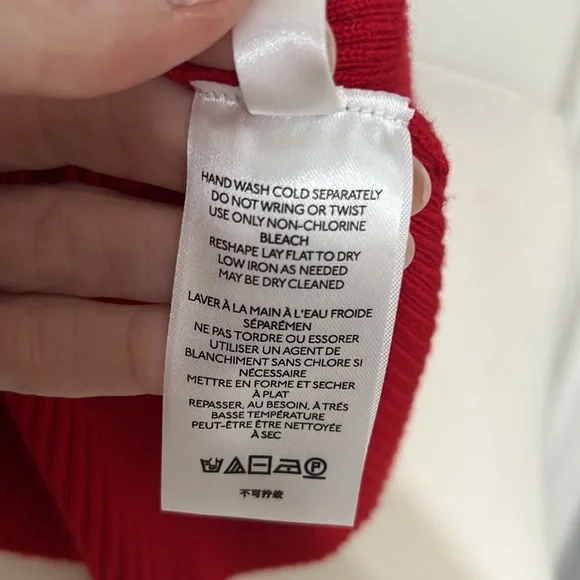 HAND WASH COLD SEPARATELY
DO NOT WRING OR TWIST
USE ONLY NON-CHLORINE
BLEACH
RESHAPE LAY FLAT TO DRY
LOW IRON AS NEEDED
MAY BE DRY CLEANED
LAVER À LA MAIN À L'EAU FROIDE
SÉPARÉMEN
NE PAS TORDRE OU ESSORER
UTILISER UN AGENT DE
BLANCHIMENT SANS CHLORE SI
NÉCESSAIRE
METTRE EN FORME ET SECHER
À PLAT
REPASSER, AU BESOIN, À TRÉS
BASSE TEMPÉRATURE
PEUT-ÊTRE ÊTRE NETTOYÉE
À SEC
P
不可拧绞